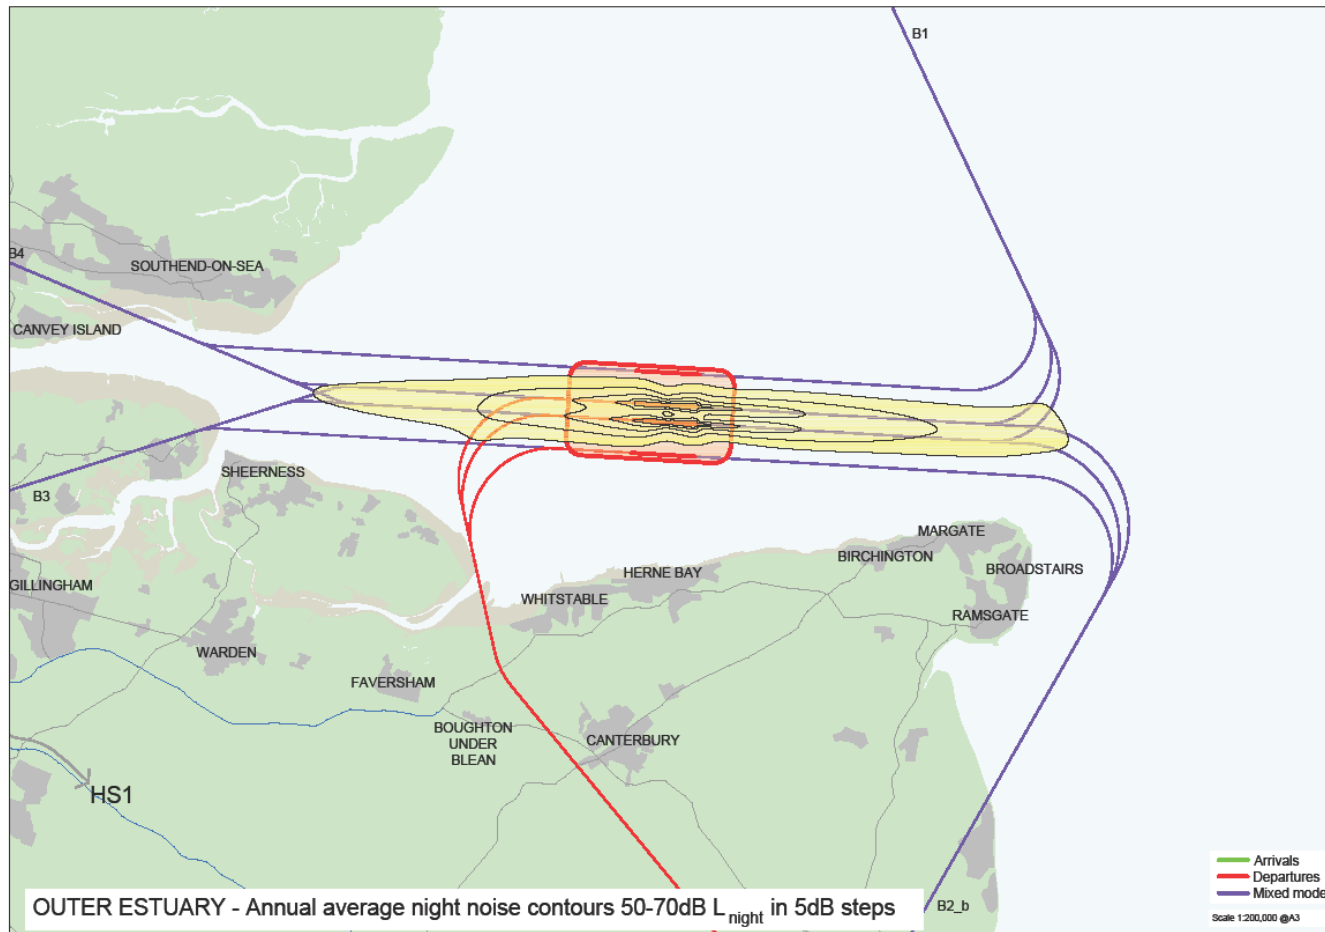 B1
B4
SOUTHEND-ON-SEA
CANVEY ISLAND
SHEERNESS
B3
MARGATE
BIRCHINGTON
BROADSTAIRS
HERNE BAY
GILLINGHAM
WHITSTABLE
RAMSGATE
WARDEN
FAVERSHAM
BOUGHTON
UNDER
BLEAN
CANTERBURY
HS1
Arrivals
Departures
Mixed mode
B2_b
OUTER ESTUARY - Annual average night noise contours 50-70dB Lnight in 5dB steps
Scale 1:200,000 @A3